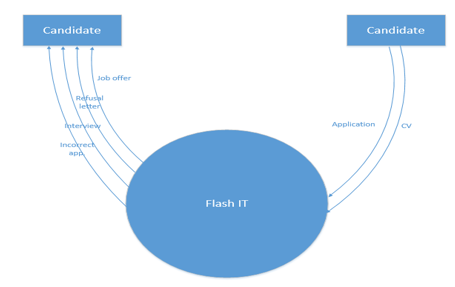 Candidate
Candidate
Job offer
Refusal
letter
Interview
Incorrect
app.
Application
CV
Flash IT